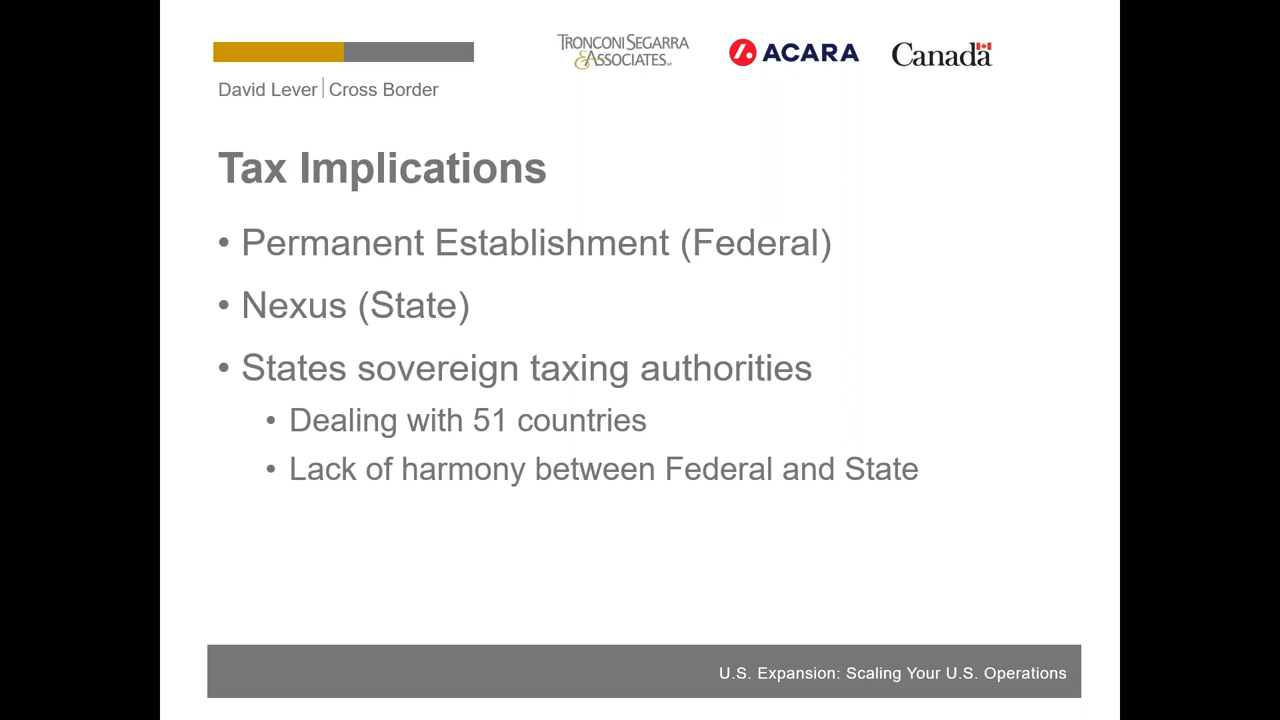 TRONCONI SEGARRA
& ASSOCIATES LLP
ACARA
Canada
David Lever | Cross Border
Tax Implications
• Permanent Establishment (Federal)
• Nexus (State)
• States sovereign taxing authorities
• Dealing with 51 countries
• Lack of harmony between Federal and State
U.S. Expansion: Scaling Your U.S. Operations